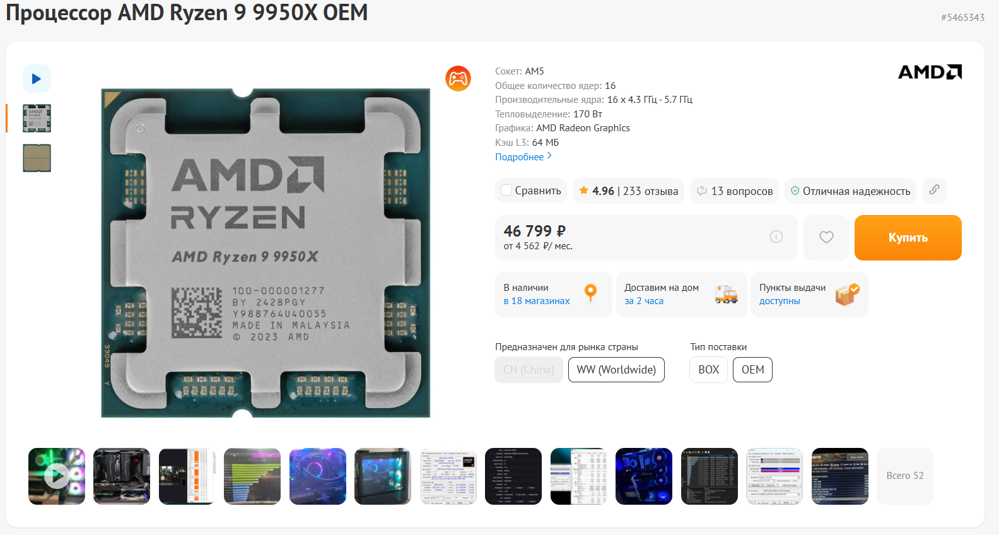 Процессор AMD Ryzen 9 9950X OEM
#5465343
AMD
RYZEN
AMD Ryzen 9 9950X
100-000001277
BY 2428PGY
Y988764U40055
MADE IN MALAYSIA
© 2023 AMD
33049
Y
AMD
Сокет: AM5
Общее количество ядер: 16
Производительные ядра: 16 x 4.3 ГГц - 5.7 ГГц
Тепловыделение: 170 Вт
Графика: AMD Radeon Graphics
Кэш L3: 64 МБ
Подробнее
Сравнить
4.96 | 233 отзыва
13 вопросов
Отличная надежность
46 799 ₽
от 4 562 ₽/ мес.
Купить
В наличии
в 18 магазинах
Доставим на дом
за 2 часа
Пункты выдачи
доступны
Предназначен для рынка страны
CN (China)
WW (Worldwide)
Тип поставки
BOX
OEM
Всего 52